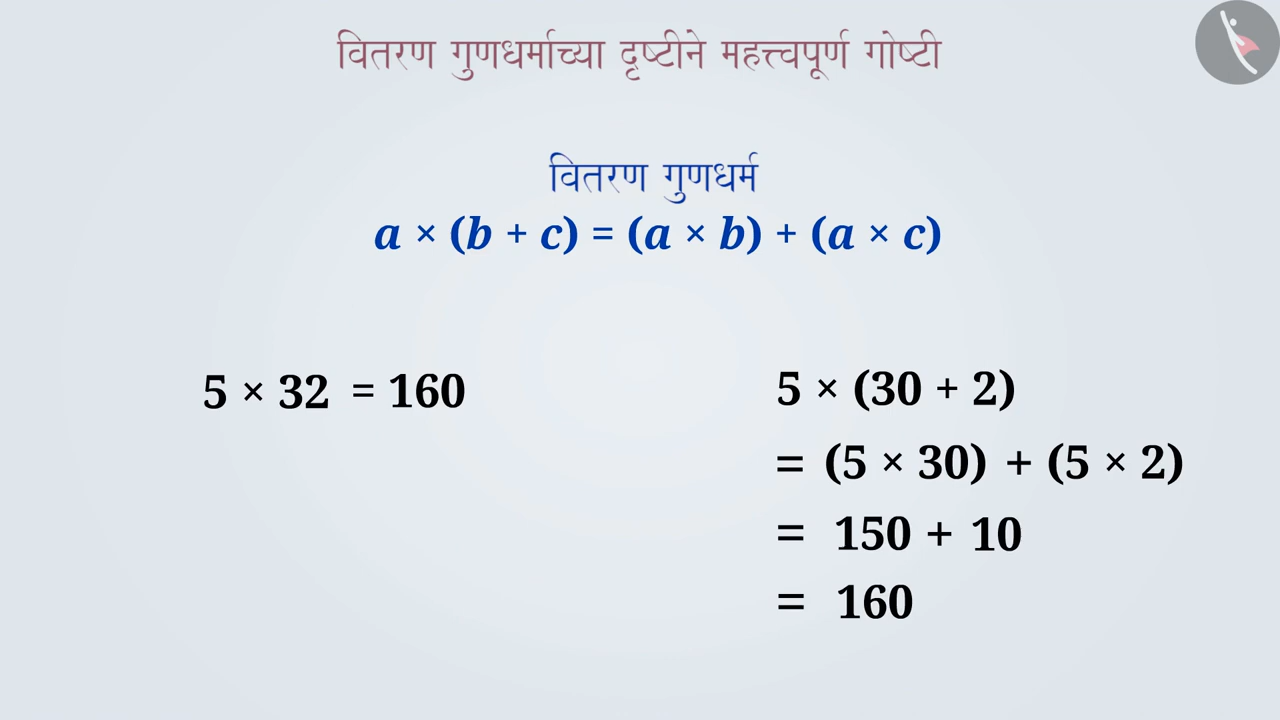 वितरण गुणधर्माच्या दृष्टीने महत्त्वपूर्ण गोष्टी
वितरण गुणधर्म
a × (b + c) = (a × b) + (a × c)
5 × 32 = 160
5 × (30 + 2)
= (5 × 30) + (5 × 2)
= 150 + 10
= 160